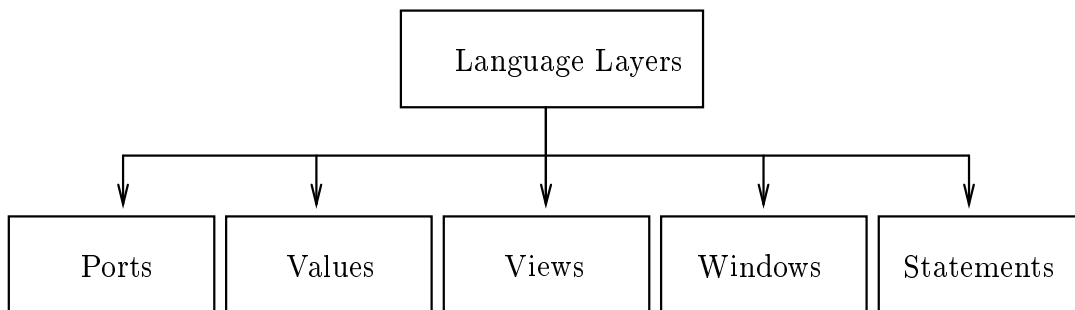 Language Layers
Ports
Values
Views
Windows
Statements